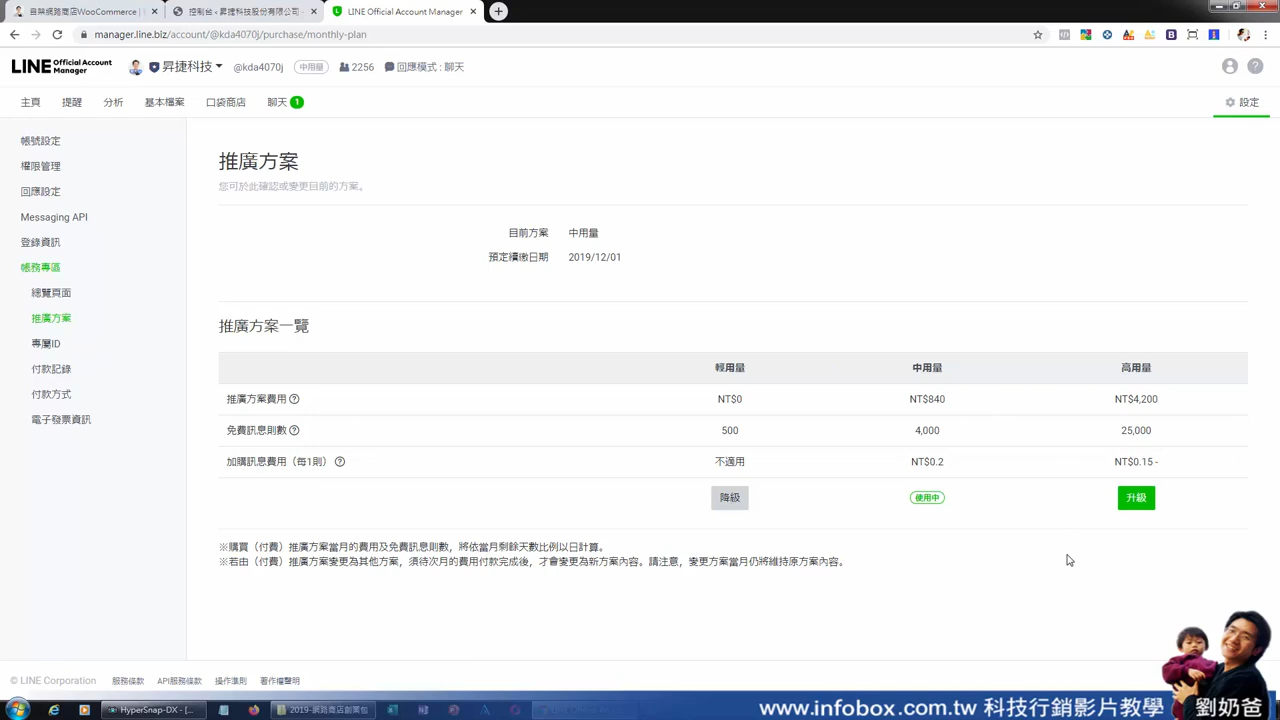 自架網路商店WooCommerce |
控制台 ‹ 昇捷科技股份有限公司 -
LINE Official Account Manager
manager.line.biz/account/@kda4070j/purchase/monthly-plan
LINE Official Account Manager
昇捷科技
@kda4070j
中用量
2256
回應模式 : 聊天
主頁
提醒
分析
基本檔案
口袋商店
聊天 1
設定
帳號設定
權限管理
回應設定
Messaging API
登錄資訊
帳務專區
總覽頁面
推廣方案
專屬ID
付款記錄
付款方式
電子發票資訊
推廣方案
您可於此確認或變更目前的方案。
目前方案 中用量
預定續繳日期 2019/12/01
推廣方案一覽
輕用量 中用量 高用量
推廣方案費用 NT$0 NT$840 NT$4,200
免費訊息則數 500 4,000 25,000
加購訊息費用（每1則） 不適用 NT$0.2 NT$0.15 -
降級 使用中 升級
※購買（付費）推廣方案當月的費用及免費訊息則數，將依當月剩餘天數比例以日計算。
※若由（付費）推廣方案變更為其他方案，須待次月的費用付款完成後，才會變更為新方案內容。請注意，變更方案當月仍將維持原方案內容。
© LINE Corporation 服務條款 API服務條款 操作準則 著作權聲明
HyperSnap-DX - [...
2019-網路商店創業包
www.infobox.com.tw 科技行銷影片教學
劉奶爸